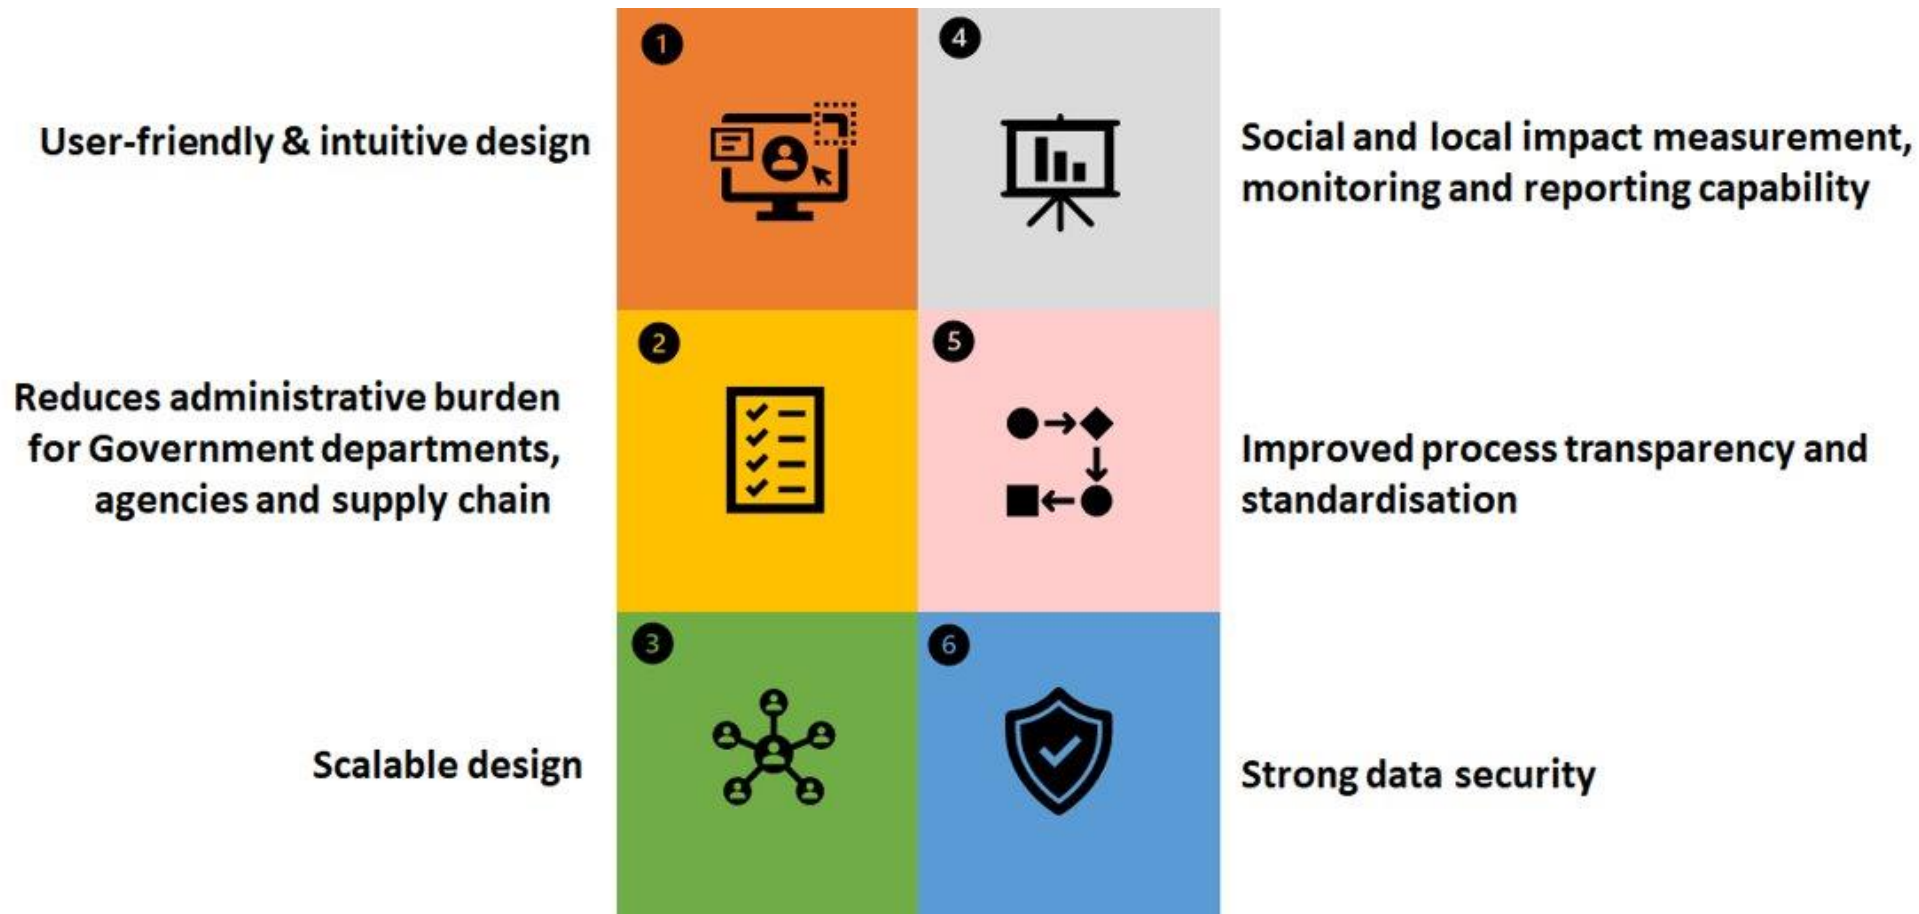 1
User-friendly & intuitive design
2
Reduces administrative burden
for Government departments,
agencies and supply chain
3
Scalable design
4
Social and local impact measurement,
monitoring and reporting capability
5
Improved process transparency and
standardisation
6
Strong data security